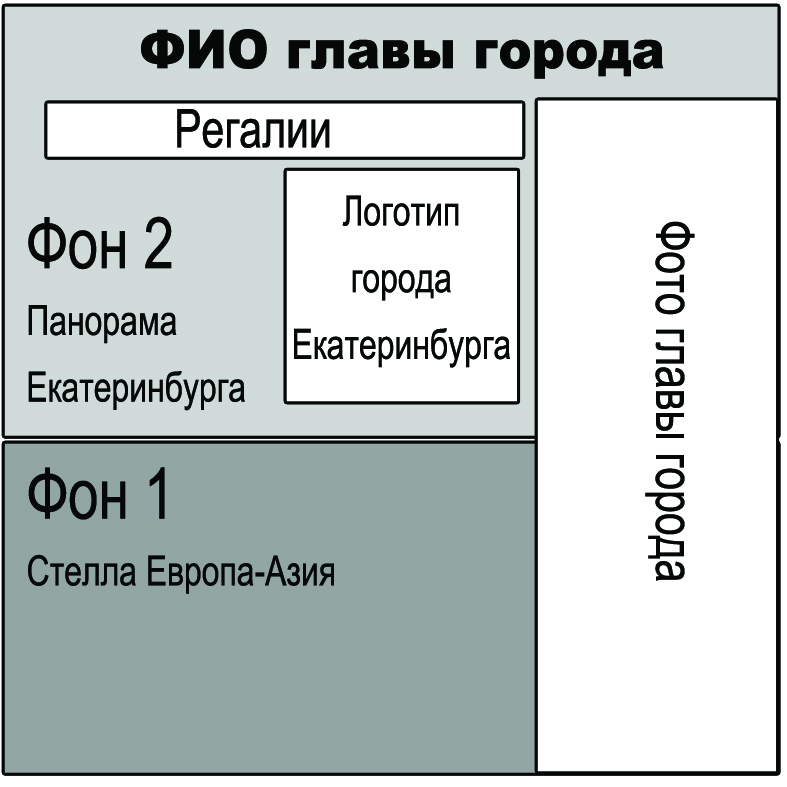 ФИО главы города
Регалии
Логотип
города
Екатеринбурга
Фон 2
Панорама
Екатеринбурга
Фото главы города
Фон 1
Стелла Европа-Азия